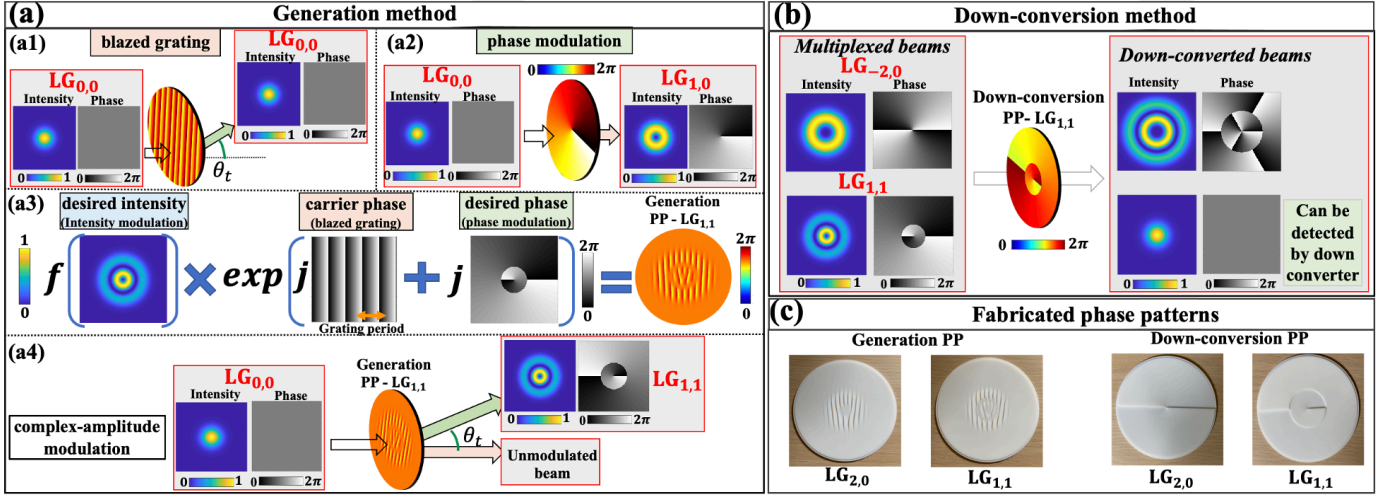 (a) Generation method
(a1)
blazed grating
LG0,0
Intensity Phase
0 1 0 2π
LG0,0
Intensity Phase
0 1 0 2π
θt
(a2)
phase modulation
0 2π
LG0,0
Intensity Phase
0 1 0 2π
LG1,0
Intensity Phase
0 1 0 2π
(a3)
desired intensity
(Intensity modulation)
carrier phase
(blazed grating)
desired phase
(phase modulation)
Generation
PP - LG1,1
1
0
f
×
exp
j
Grating period
+
j
2π
0
=
2π
0
(a4)
complex-amplitude
modulation
LG0,0
Intensity Phase
0 1 0 2π
Generation
PP - LG1,1
θt
LG1,1
0 1 0 2π
Unmodulated
beam
(b) Down-conversion method
Multiplexed beams
LG−2,0
Intensity Phase
LG1,1
0 1 0 2π
Down-conversion
PP- LG1,1
0 2π
Down-converted beams
Intensity Phase
0 1 0 2π
Can be
detected
by down
converter
(c) Fabricated phase patterns
Generation PP
Down-conversion PP
LG2,0 LG1,1 LG2,0 LG1,1